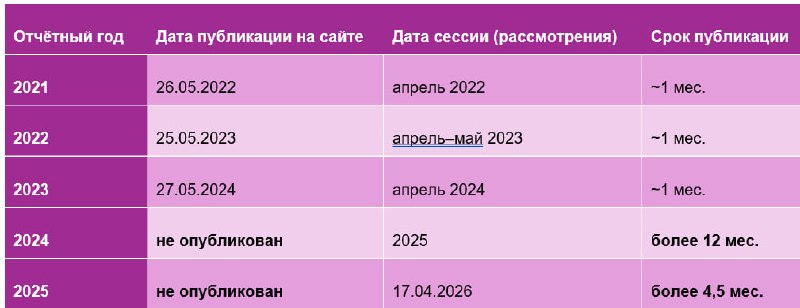 Отчётный год Дата публикации на сайте Дата сессии (рассмотрения) Срок публикации
2021 26.05.2022 апрель 2022 ~1 мес.
2022 25.05.2023 апрель–май 2023 ~1 мес.
2023 27.05.2024 апрель 2024 ~1 мес.
2024 не опубликован 2025 более 12 мес.
2025 не опубликован 17.04.2026 более 4,5 мес.